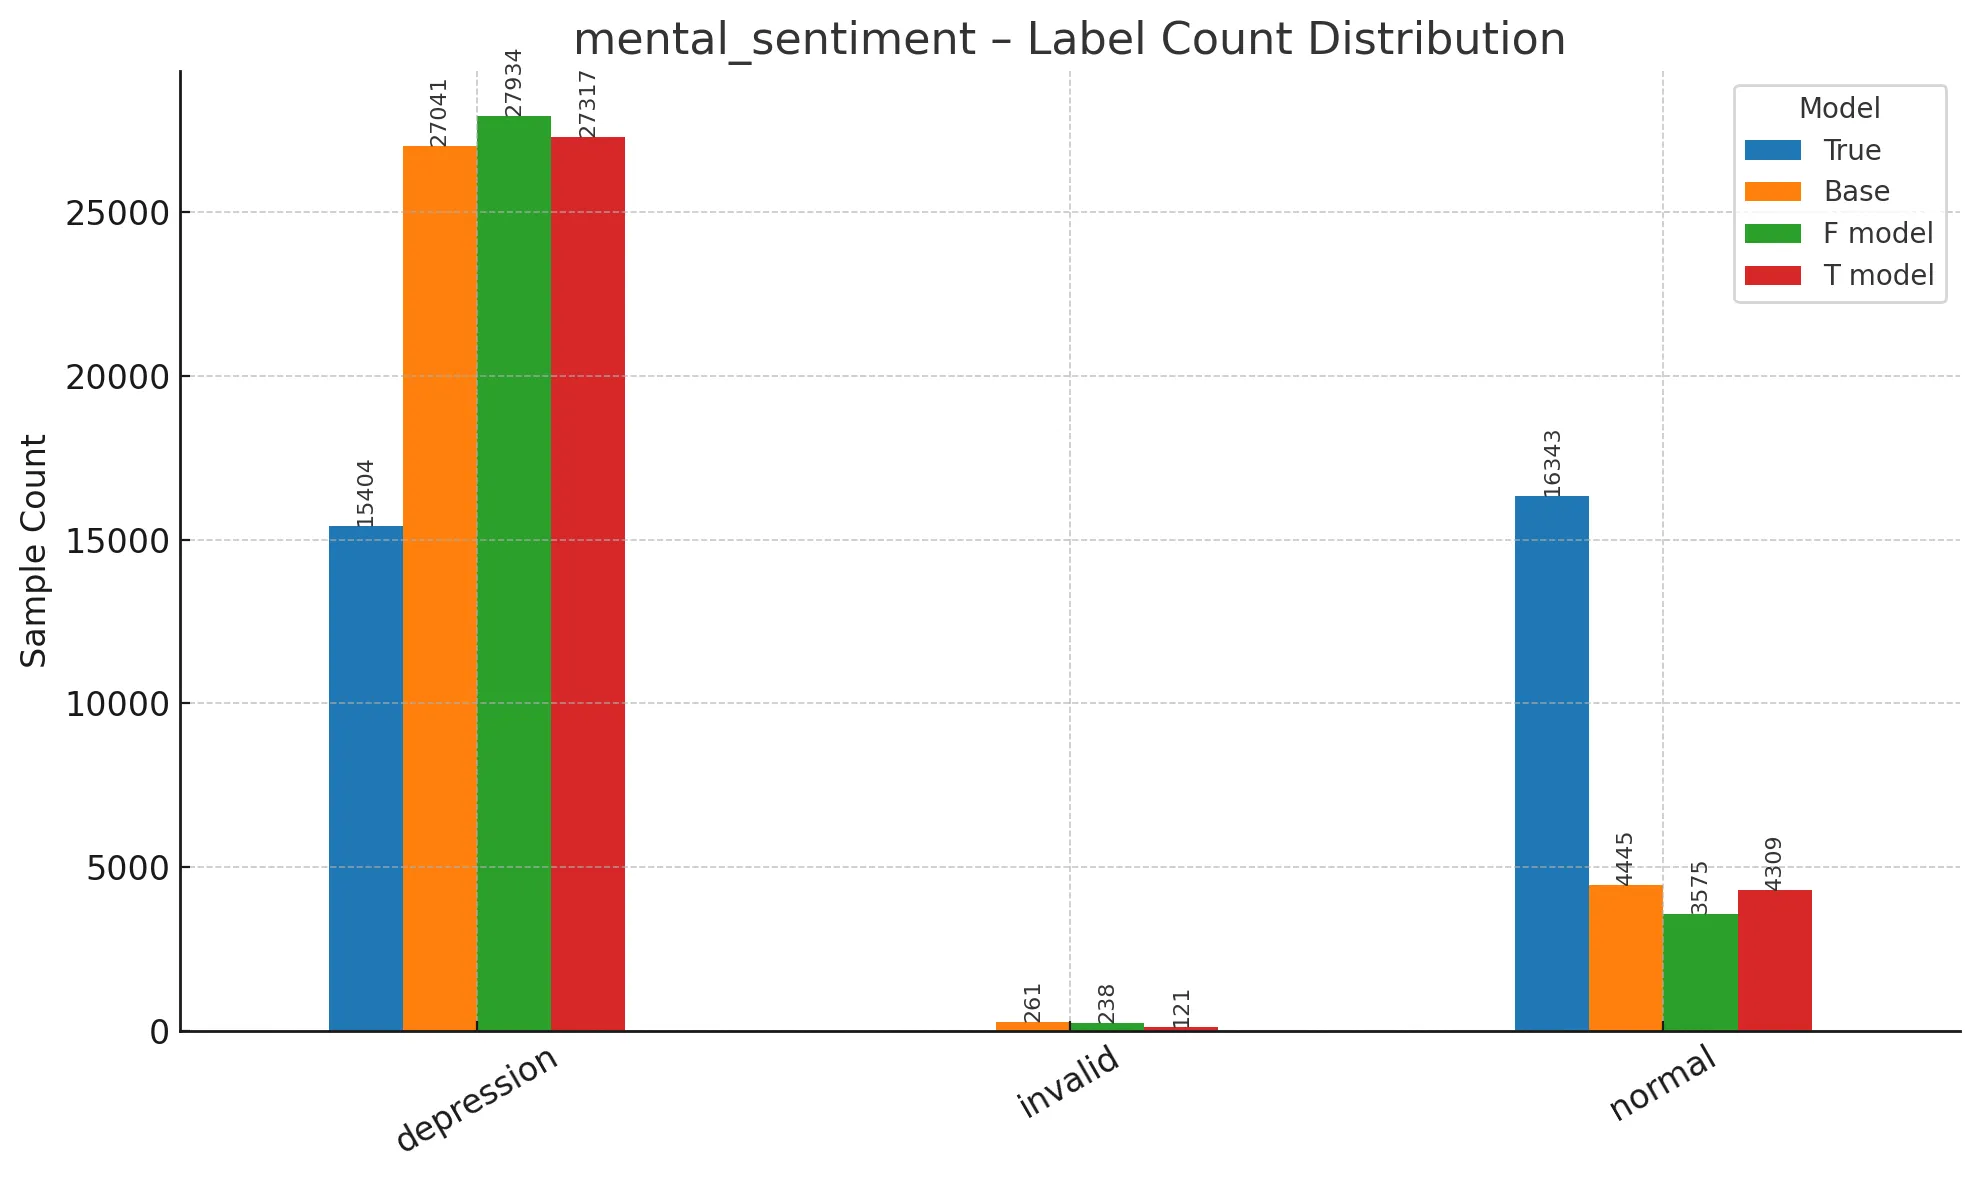 mental_sentiment – Label Count Distribution
Model
True
Base
F model
T model
Sample Count
25000
20000
15000
10000
5000
0
15404
27041
27934
27317
261
238
121
16343
4445
3575
4309
depression
invalid
normal